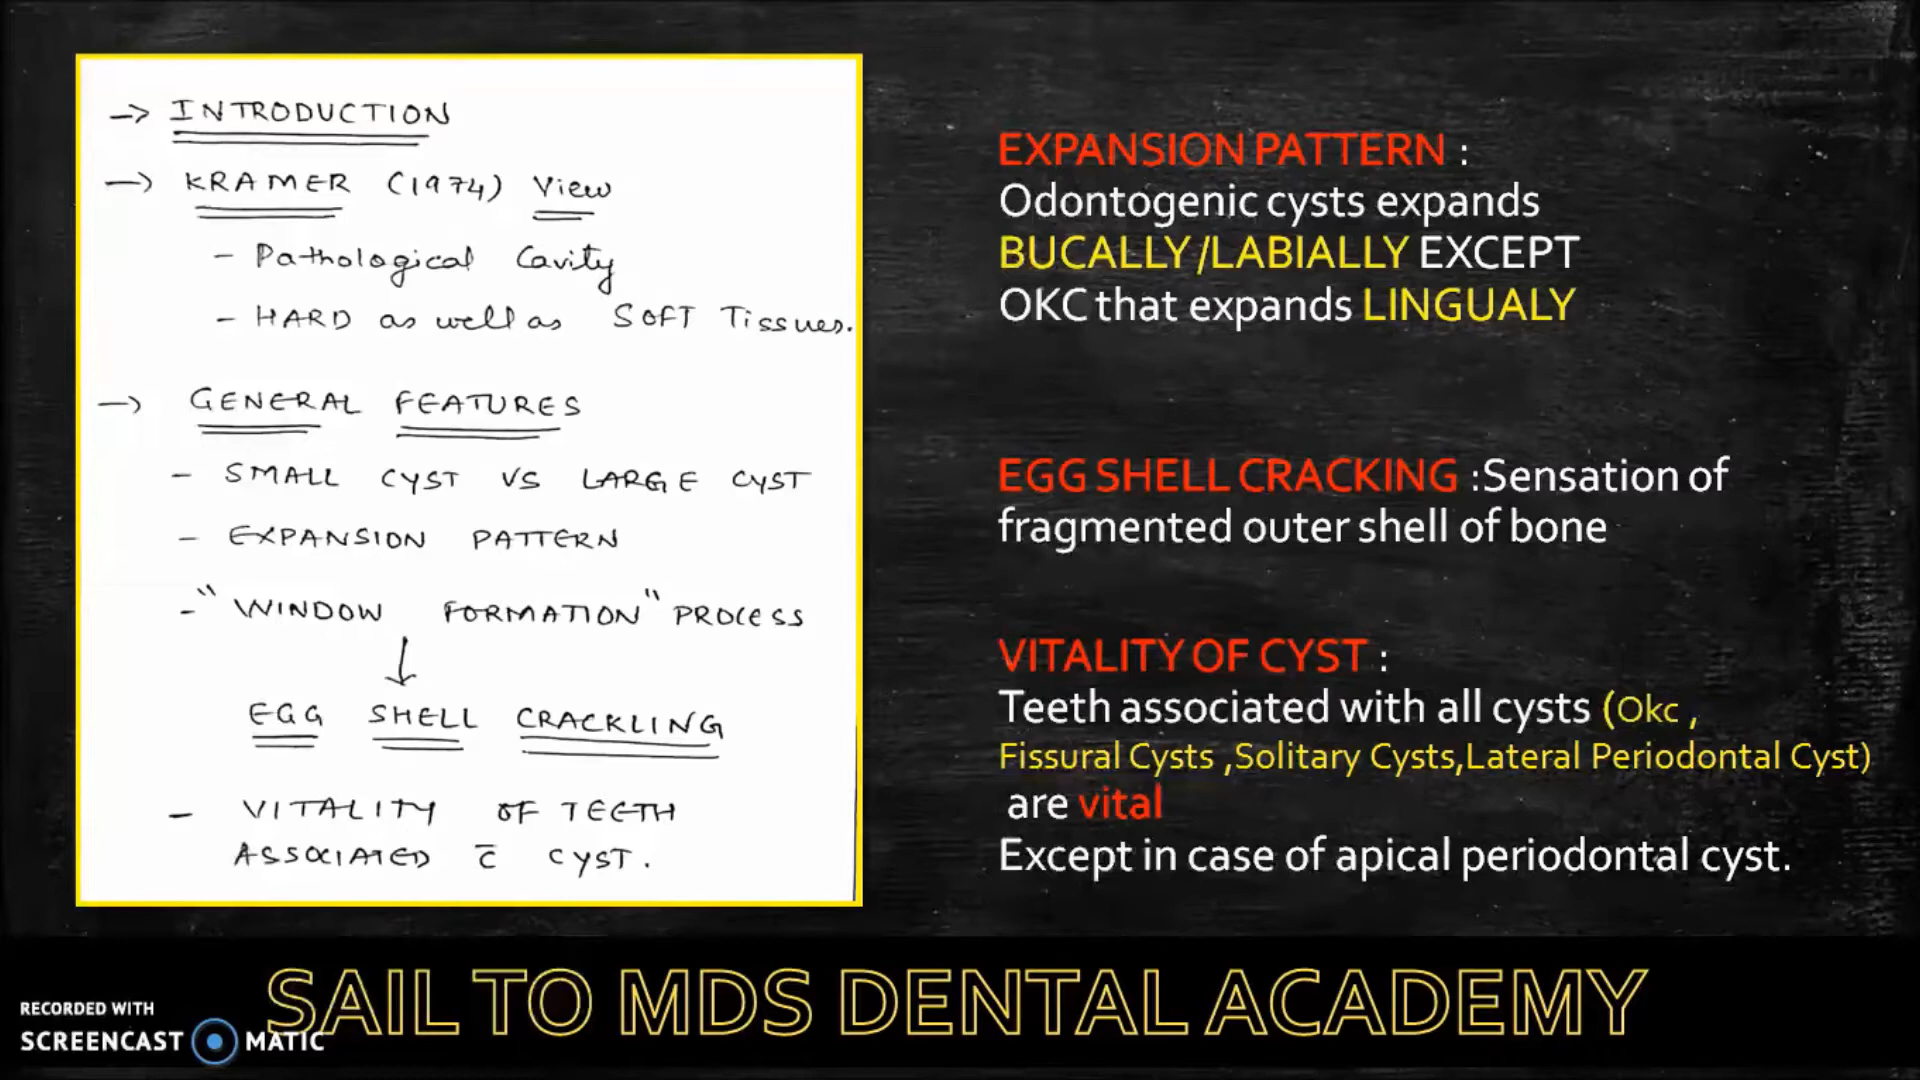 -> INTRODUCTION
-> KRAMER (1974) View
- Pathological Cavity
- HARD as well as SOFT Tissues.
-> GENERAL FEATURES
- SMALL CYST VS LARGE CYST
- EXPANSION PATTERN
- "WINDOW FORMATION" PROCESS
↓
EGG SHELL CRACKLING
- VITALITY OF TEETH
ASSOCIATED c̄ CYST.
EXPANSION PATTERN :
Odontogenic cysts expands
BUCALLY/LABIALLY EXCEPT
OKC that expands LINGUALY
EGG SHELL CRACKING :Sensation of
fragmented outer shell of bone
VITALITY OF CYST :
Teeth associated with all cysts (Okc ,
Fissural Cysts ,Solitary Cysts,Lateral Periodontal Cyst)
are vital
Except in case of apical periodontal cyst.
SAIL TO MDS DENTAL ACADEMY
RECORDED WITH
SCREENCAST MATIC